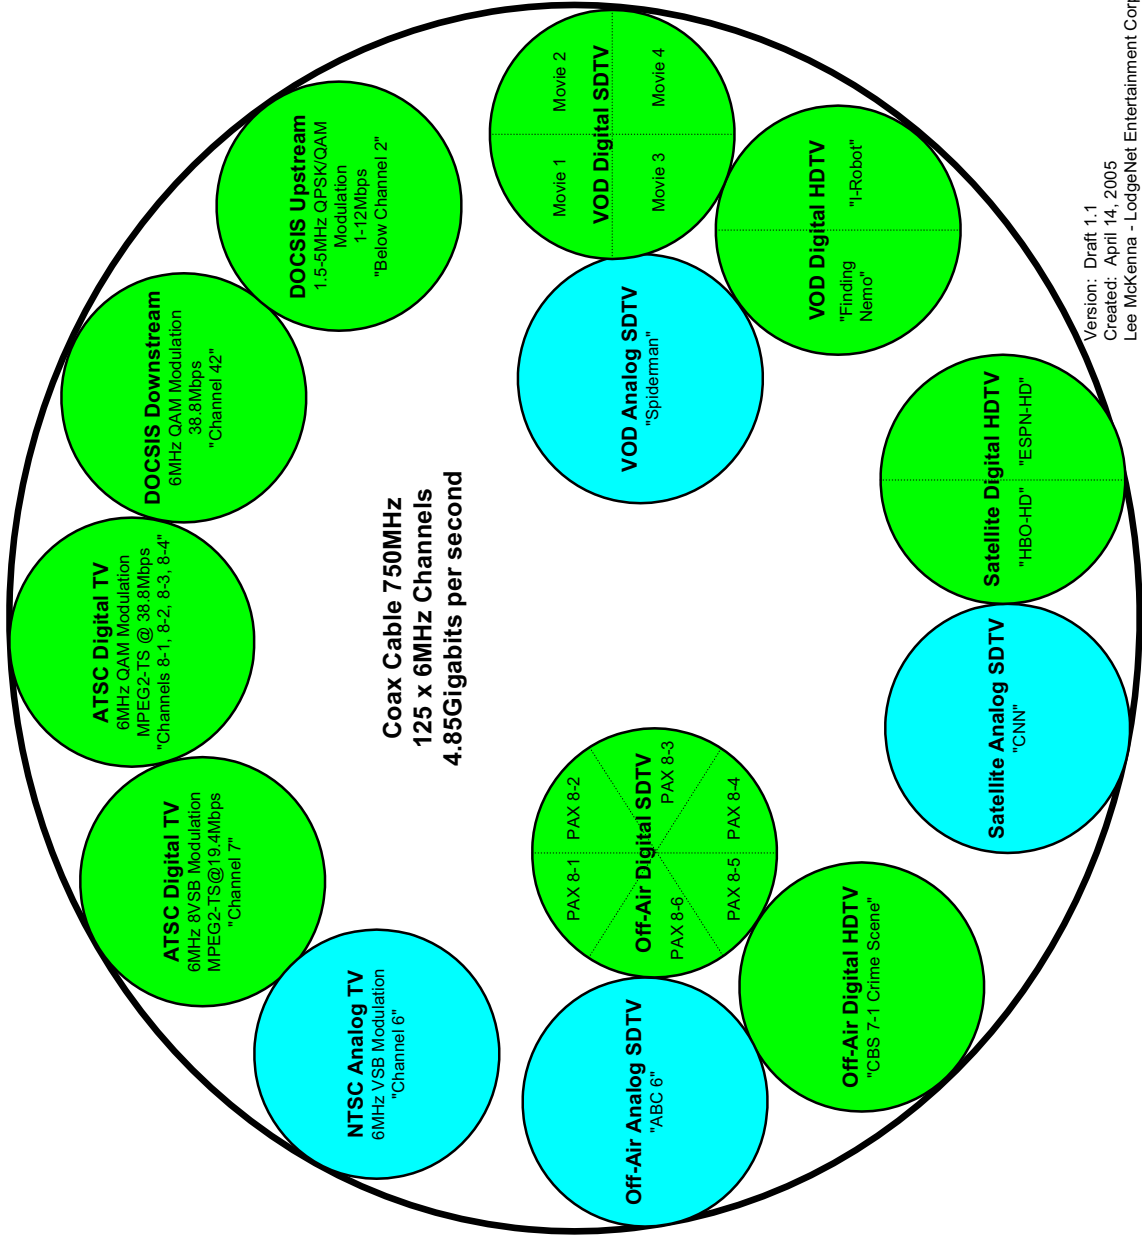 ATSC Digital TV
6MHz QAM Modulation
MPEG2-TS @ 38.8Mbps
"Channels 8-1, 8-2, 8-3, 8-4"
DOCSIS Downstream
6MHz QAM Modulation
38.8Mbps
"Channel 42"
ATSC Digital TV
6MHz 8VSB Modulation
MPEG2-TS@19.4Mbps
"Channel 7"
DOCSIS Upstream
1.5-5MHz QPSK/QAM
Modulation
1-12Mbps
"Below Channel 2"
NTSC Analog TV
6MHz VSB Modulation
"Channel 6"
Coax Cable 750MHz
125 x 6MHz Channels
4.85Gigabits per second
Off-Air Analog SDTV
"ABC 6"
PAX 8-1
PAX 8-2
Off-Air Digital SDTV
PAX 8-6
PAX 8-3
PAX 8-5
PAX 8-4
VOD Analog SDTV
"Spiderman"
Movie 1
Movie 2
VOD Digital SDTV
Movie 3
Movie 4
Off-Air Digital HDTV
"CBS 7-1 Crime Scene"
VOD Digital HDTV
"Finding
Nemo"
"I-Robot"
Satellite Analog SDTV
"CNN"
Satellite Digital HDTV
"HBO-HD"
"ESPN-HD"
Version: Draft 1.1
Created: April 14, 2005
Lee McKenna - LodgeNet Entertainment Corp